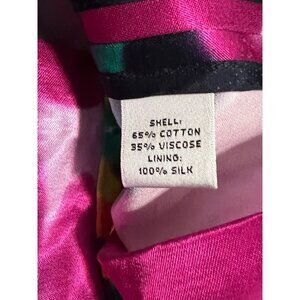 SHELL:
65% COTTON
35% VISCOSE
LINING:
100% SILK